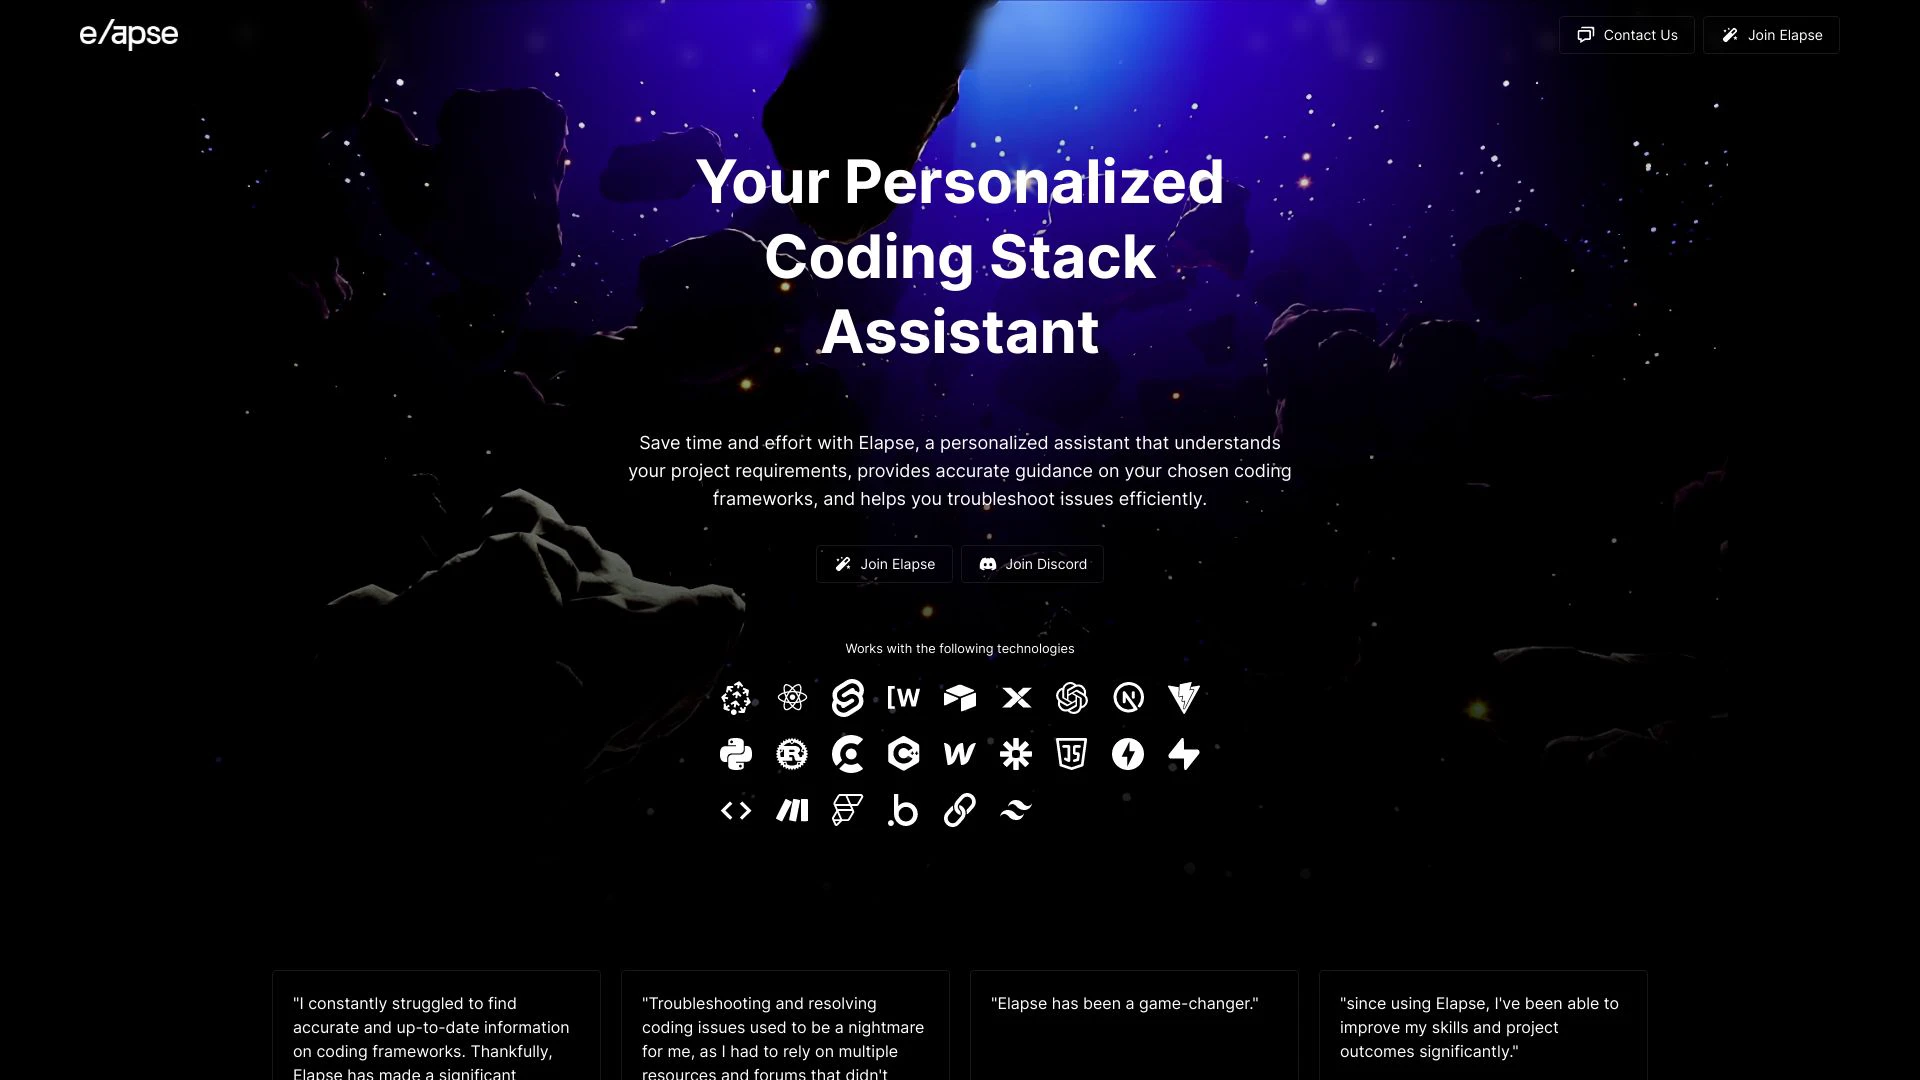 e/apse
Contact Us
Join Elapse
Your Personalized
Coding Stack
Assistant
Save time and effort with Elapse, a personalized assistant that understands
your project requirements, provides accurate guidance on your chosen coding
frameworks, and helps you troubleshoot issues efficiently.
Join Elapse
Join Discord
Works with the following technologies
[W
N
R
C
W
JS
b
"I constantly struggled to find
accurate and up-to-date information
on coding frameworks. Thankfully,
Elapse has made a significant
"Troubleshooting and resolving
coding issues used to be a nightmare
for me, as I had to rely on multiple
resources and forums that didn't
"Elapse has been a game-changer."
"since using Elapse, I've been able to
improve my skills and project
outcomes significantly."